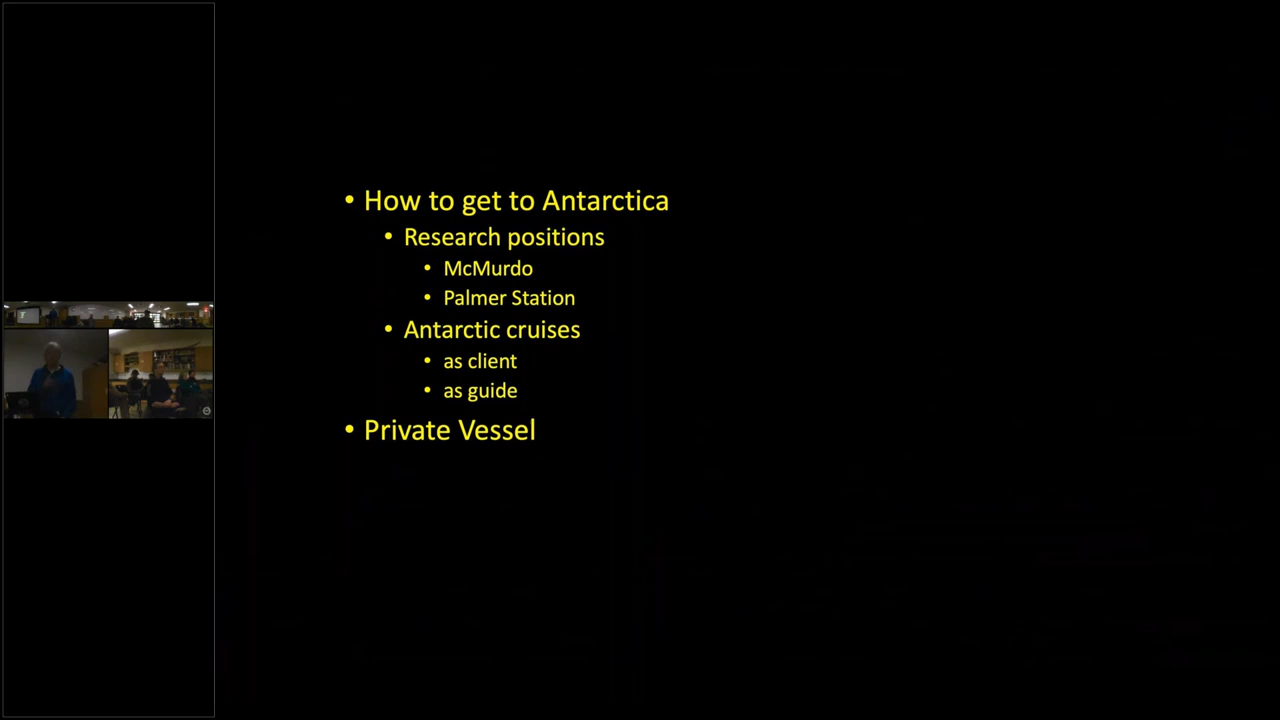 • How to get to Antarctica
• Research positions
• McMurdo
• Palmer Station
• Antarctic cruises
• as client
• as guide
• Private Vessel